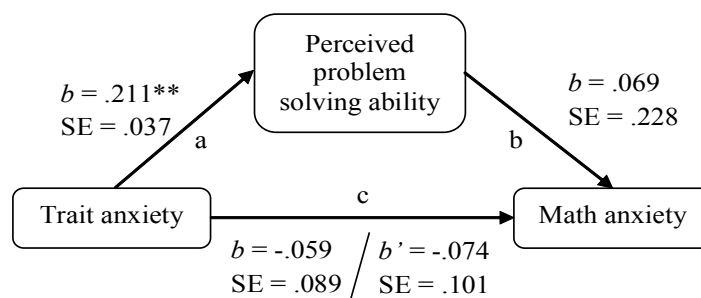 Perceived
problem
solving ability
b = .211**
SE = .037
a
b = .069
SE = .228
b
Trait anxiety
c
Math anxiety
b = -.059
SE = .089
b’ = -.074
SE = .101